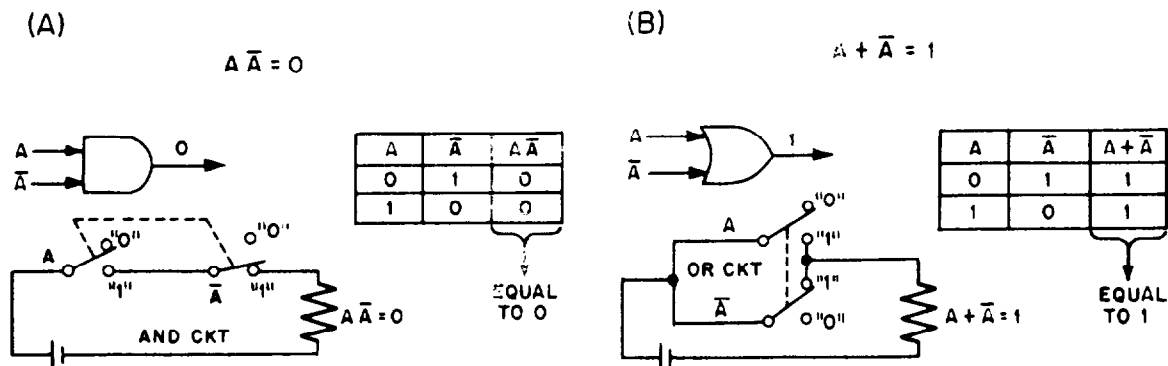 (A)
A A̅ = 0
A
A̅
0
A A̅ A A̅
0 1 0
1 0 0
EQUAL
TO 0
A
"0"
"1"
A̅
"0"
"1"
A A̅ = 0
AND CKT
(B)
A + A̅ = 1
A
A̅
1
A A̅ A + A̅
0 1 1
1 0 1
EQUAL
TO 1
A
"0"
"1"
OR CKT
"1"
A̅
"0"
A + A̅ = 1